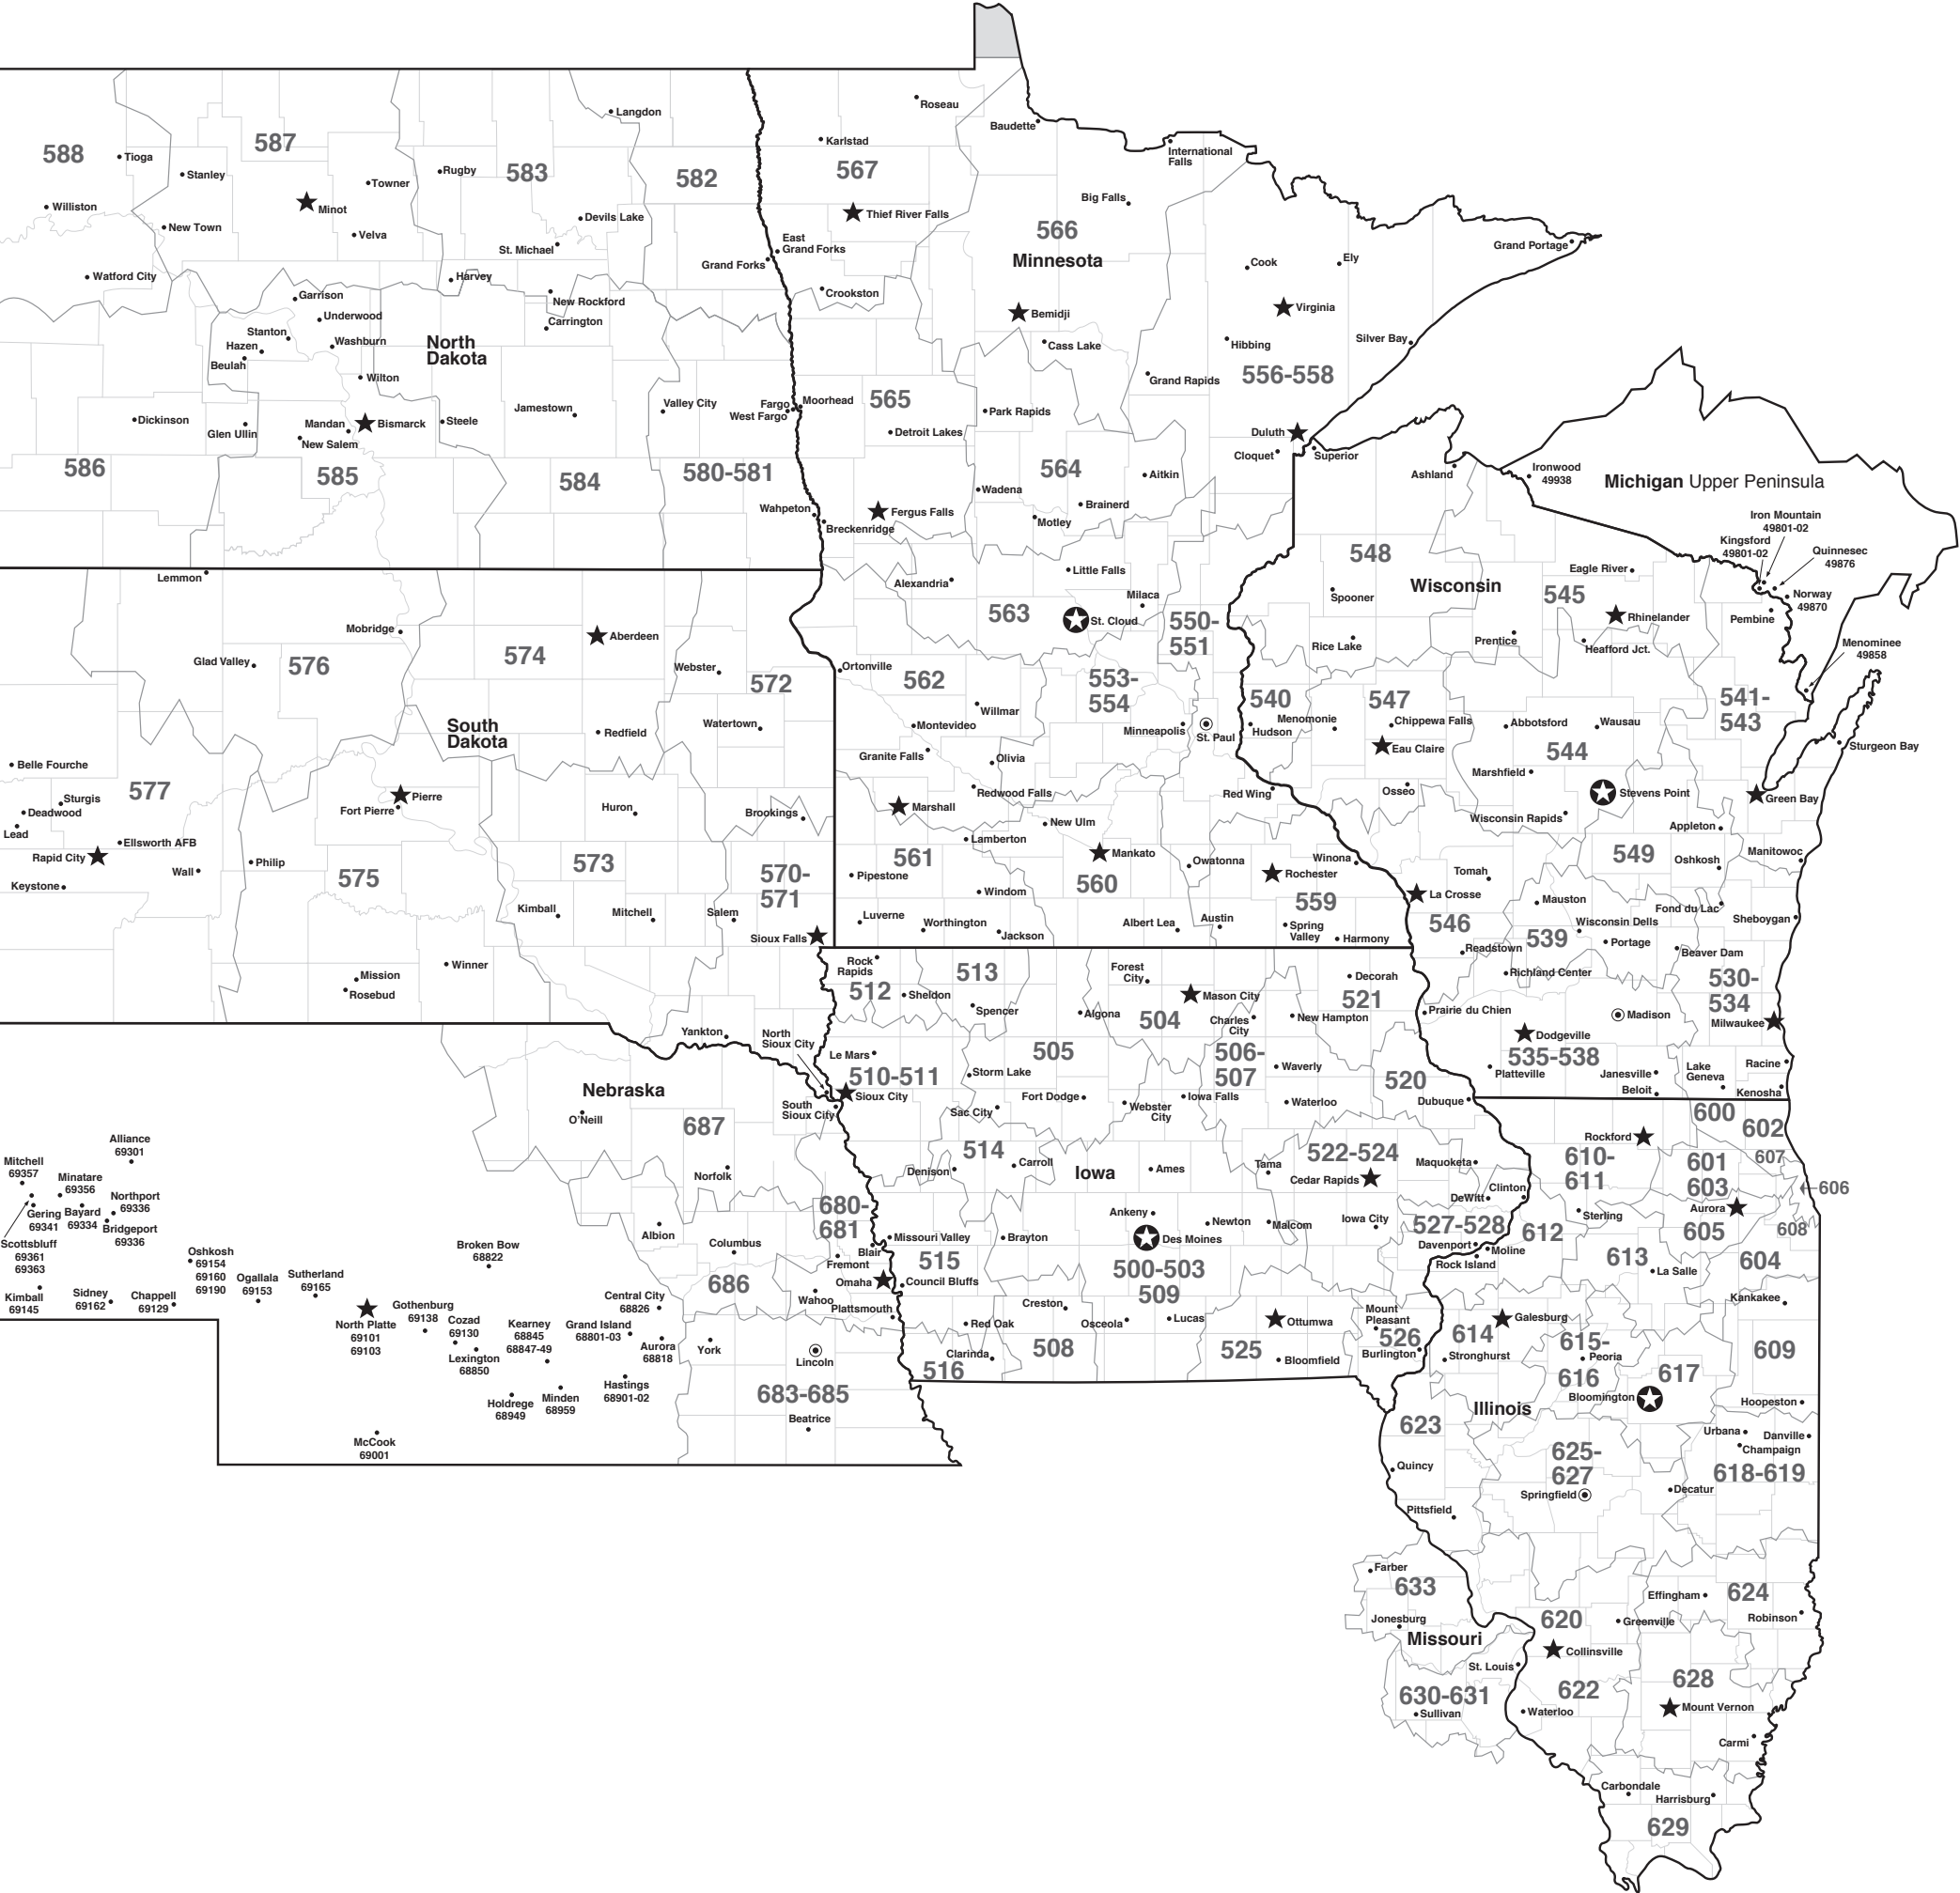 588
Tioga
587
Stanley
Williston
Minot
Towner
New Town
Velva
Watford City
Langdon
Rugby
583
582
Devils Lake
St. Michael
Harvey
New Rockford
Carrington
Grand Forks
Garrison
Underwood
Stanton
Hazen
Washburn
Beulah
Wilton
North
Dakota
Dickinson
Glen Ullin
Mandan
Bismarck
New Salem
Steele
Jamestown
Valley City
Fargo
West Fargo
586
585
584
580-581
Wahpeton
Roseau
Baudette
Karlstad
567
International
Falls
Thief River Falls
Big Falls
566
Minnesota
East
Grand Forks
Crookston
Bemidji
Cook
Ely
Grand Portage
Virginia
Cass Lake
Hibbing
Silver Bay
Grand Rapids
556-558
Moorhead
565
Park Rapids
Detroit Lakes
Duluth
Cloquet
564
Aitkin
Wadena
Brainerd
Fergus Falls
Motley
Breckenridge
Alexandria
Little Falls
Milaca
563
St. Cloud
550-
551
Ortonville
562
553-
554
Willmar
Montevideo
Minneapolis
St. Paul
Granite Falls
Olivia
Redwood Falls
Red Wing
Marshall
New Ulm
Lamberton
Mankato
561
Owatonna
Winona
Rochester
Pipestone
Windom
560
559
Luverne
Worthington
Jackson
Albert Lea
Austin
Spring
Valley
Harmony
Superior
Ashland
Ironwood
49938
Michigan Upper Peninsula
Iron Mountain
49801-02
Kingsford
49801-02
Quinnesec
49876
Norway
49870
Pembine
Menominee
49858
548
Wisconsin
Eagle River
545
Spooner
Rhinelander
Rice Lake
Prentice
Heafford Jct.
540
547
541-
543
Menomonie
Hudson
Chippewa Falls
Abbotsford
Wausau
Eau Claire
544
Sturgeon Bay
Marshfield
Osseo
Stevens Point
Green Bay
Wisconsin Rapids
Appleton
549
Manitowoc
Oshkosh
Tomah
La Crosse
Mauston
Fond du Lac
Sheboygan
546
Wisconsin Dells
539
Portage
Readstown
Beaver Dam
Richland Center
530-
534
Prairie du Chien
Madison
Milwaukee
Dodgeville
535-538
Platteville
Janesville
Beloit
Lake
Geneva
Racine
Kenosha
Lemmon
Mobridge
Aberdeen
Glad Valley
576
574
Webster
572
South
Dakota
Watertown
Redfield
Belle Fourche
577
Sturgis
Deadwood
Lead
Pierre
Fort Pierre
Huron
Brookings
Ellsworth AFB
Rapid City
Wall
Philip
Keystone
575
573
570-
571
Kimball
Mitchell
Salem
Sioux Falls
Winner
Mission
Rosebud
Yankton
North
Sioux City
Rock
Rapids
513
512
Sheldon
Spencer
Forest
City
Mason City
Decorah
521
Algona
504
Charles
City
New Hampton
Le Mars
505
506-
507
510-511
Storm Lake
Waverly
520
Sioux City
Fort Dodge
Iowa Falls
Webster
City
Waterloo
Dubuque
Sac City
514
Carroll
Denison
Iowa
Ames
Tama
522-524
Cedar Rapids
Maquoketa
Clinton
DeWitt
Ankeny
Newton
Malcom
Iowa City
527-528
Missouri Valley
Brayton
Des Moines
Davenport
515
500-503
509
Council Bluffs
Creston
Osceola
Lucas
Ottumwa
Mount
Pleasant
Red Oak
526
Burlington
Clarinda
508
525
Bloomfield
516
Nebraska
O'Neill
687
South
Sioux City
Norfolk
680-
681
Albion
Columbus
Blair
Fremont
Omaha
686
Wahoo
Plattsmouth
York
Lincoln
683-685
Beatrice
Alliance
69301
Mitchell
69357
Minatare
69356
Northport
69336
Gering
69341
Bayard
69334
Bridgeport
69336
Scottsbluff
69361
69363
Oshkosh
69154
69160
69190
Kimball
69145
Sidney
69162
Chappell
69129
Ogallala
69153
Sutherland
69165
Broken Bow
68822
North Platte
69101
69103
Gothenburg
69138
Cozad
69130
Lexington
68850
Kearney
68845
68847-49
Central City
68826
Grand Island
68801-03
Aurora
68818
Hastings
68901-02
Holdrege
68949
Minden
68959
McCook
69001
600
602
Rockford
610-
611
601
603
607
606
Aurora
605
608
Sterling
612
Moline
Rock Island
613
La Salle
604
Kankakee
Galesburg
614
615-
616
Peoria
Stronghurst
617
609
Bloomington
Hoopeston
Illinois
623
Urbana
Danville
Champaign
625-
627
618-619
Quincy
Springfield
Decatur
Pittsfield
Farber
633
Jonesburg
Missouri
Effingham
624
Robinson
620
Greenville
Collinsville
St. Louis
630-631
Sullivan
622
628
Mount Vernon
Waterloo
Carmi
Carbondale
Harrisburg
629